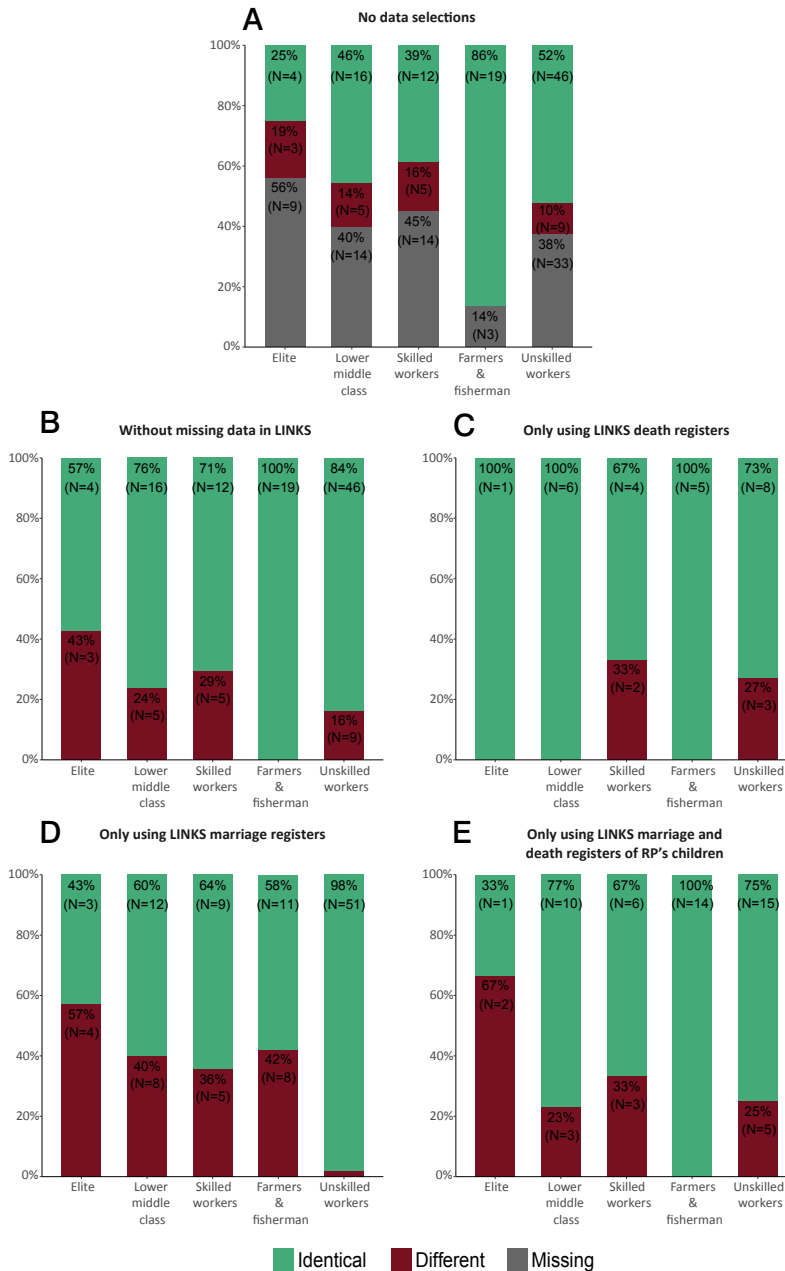 A
No data selections
100%
80%
60%
40%
20%
0%
25%
(N=4)
19%
(N=3)
56%
(N=9)
46%
(N=16)
14%
(N=5)
40%
(N=14)
39%
(N=12)
16%
(N5)
45%
(N=14)
86%
(N=19)
14%
(N3)
52%
(N=46)
10%
(N=9)
38%
(N=33)
Elite
Lower
middle
class
Skilled
workers
Farmers
&
fisherman
Unskilled
workers
B
Without missing data in LINKS
100%
80%
60%
40%
20%
0%
57%
(N=4)
43%
(N=3)
76%
(N=16)
24%
(N=5)
71%
(N=12)
29%
(N=5)
100%
(N=19)
84%
(N=46)
16%
(N=9)
Elite
Lower
middle
class
Skilled
workers
Farmers
&
fisherman
Unskilled
workers
C
Only using LINKS death registers
100%
80%
60%
40%
20%
0%
100%
(N=1)
100%
(N=6)
67%
(N=4)
33%
(N=2)
100%
(N=5)
73%
(N=8)
27%
(N=3)
Elite
Lower
middle
class
Skilled
workers
Farmers
&
fisherman
Unskilled
workers
D
Only using LINKS marriage registers
100%
80%
60%
40%
20%
0%
43%
(N=3)
57%
(N=4)
60%
(N=12)
40%
(N=8)
64%
(N=9)
36%
(N=5)
58%
(N=11)
42%
(N=8)
98%
(N=51)
Elite
Lower
middle
class
Skilled
workers
Farmers
&
fisherman
Unskilled
workers
E
Only using LINKS marriage and
death registers of RP's children
100%
80%
60%
40%
20%
0%
33%
(N=1)
67%
(N=2)
77%
(N=10)
23%
(N=3)
67%
(N=6)
33%
(N=3)
100%
(N=14)
75%
(N=15)
25%
(N=5)
Elite
Lower
middle
class
Skilled
workers
Farmers
&
fisherman
Unskilled
workers
Identical
Different
Missing